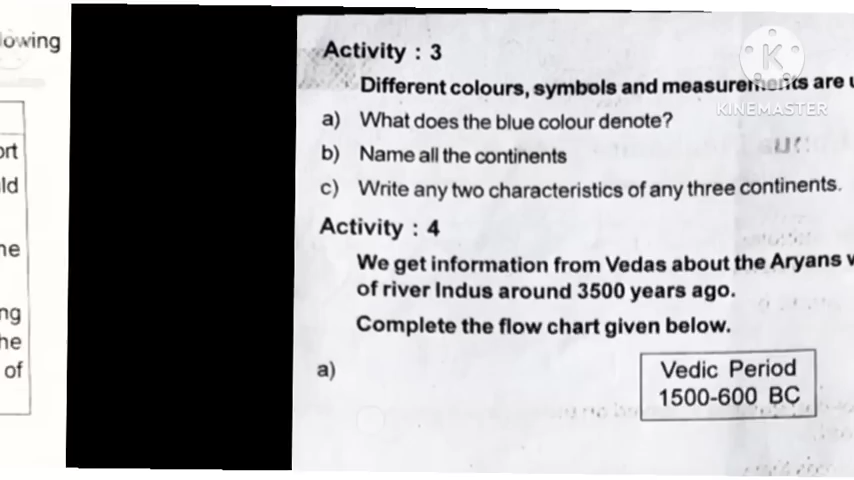 lowing
ort
ld
he
ng
he
of
Activity : 3
Different colours, symbols and measurements are
a) What does the blue colour denote?
b) Name all the continents
c) Write any two characteristics of any three continents.
Activity : 4
We get information from Vedas about the Aryans
of river Indus around 3500 years ago.
Complete the flow chart given below.
a)
Vedic Period
1500-600 BC
K
KINEMASTER